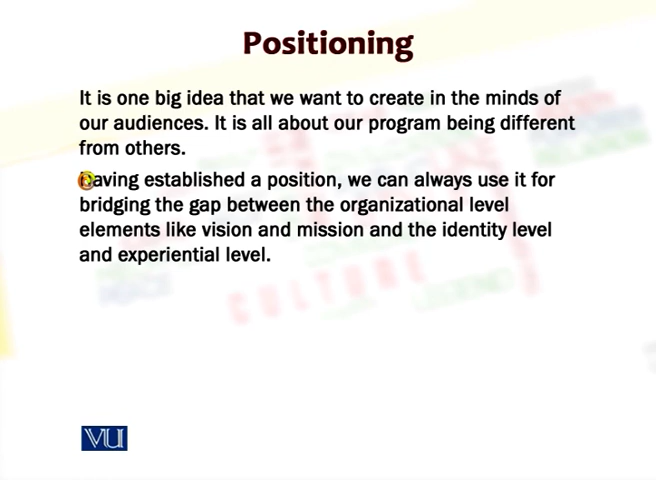 Positioning
It is one big idea that we want to create in the minds of
our audiences. It is all about our program being different
from others.
Having established a position, we can always use it for
bridging the gap between the organizational level
elements like vision and mission and the identity level
and experiential level.
CULTURE
VU